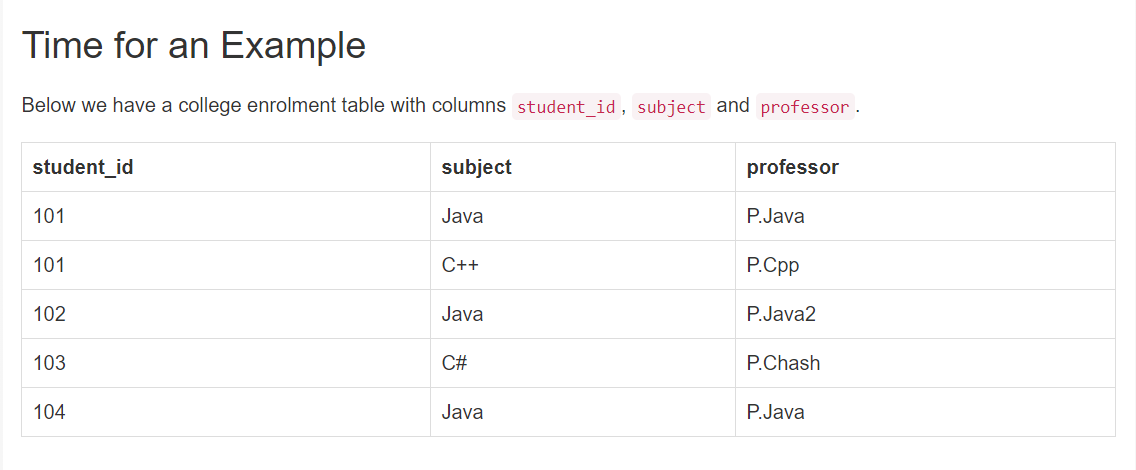 Time for an Example
Below we have a college enrolment table with columns student_id, subject and professor.
student_id subject professor
101 Java P.Java
101 C++ P.Cpp
102 Java P.Java2
103 C# P.Chash
104 Java P.Java